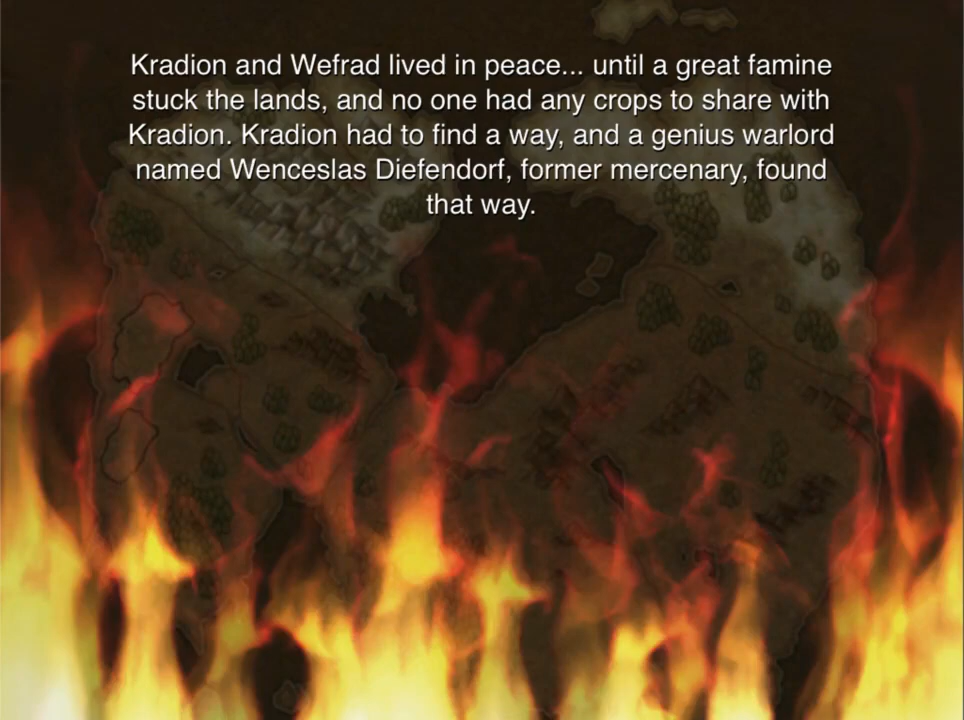 Kradion and Wefrad lived in peace... until a great famine
stuck the lands, and no one had any crops to share with
Kradion. Kradion had to find a way, and a genius warlord
named Wenceslas Diefendorf, former mercenary, found
that way.